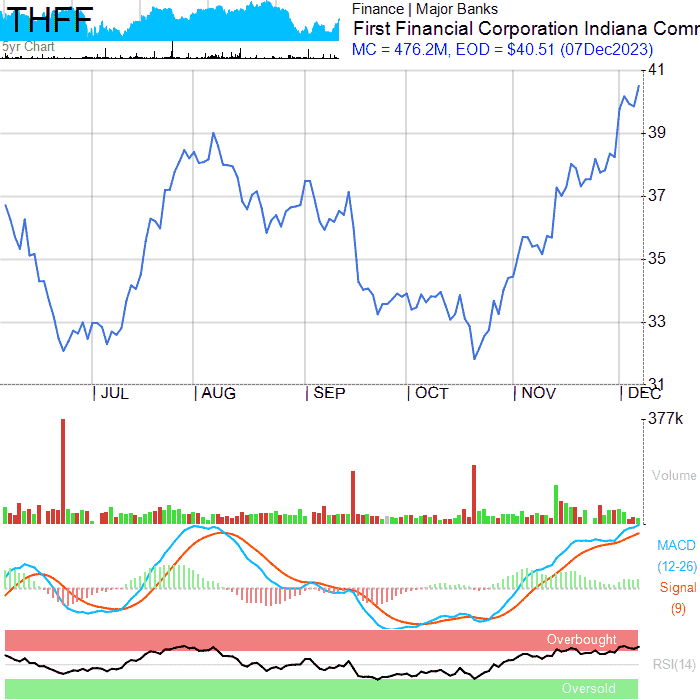 THFF
5yr Chart
Finance | Major Banks
First Financial Corporation Indiana Comm
MC = 476.2M, EOD = $40.51 (07Dec2023)
41
39
37
35
33
31
JUL AUG SEP OCT NOV DEC
377k
Volume
MACD
(12-26)
Signal
(9)
Overbought
RSI(14)
Oversold